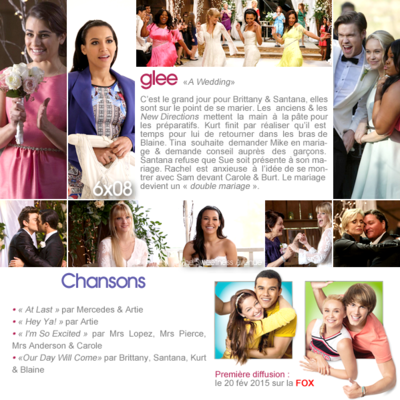 glee «A Wedding»
C'est le grand jour pour Brittany & Santana, elles
sont sur le point de se marier. Les anciens & les
New Directions mettent la main à la pâte pour
les préparatifs. Kurt finit par réaliser qu'il est
temps pour lui de retourner dans les bras de
Blaine. Tina souhaite demander Mike en maria-
ge & demande conseil auprès des garçons.
Santana refuse que Sue soit présente à son ma-
riage. Rachel est anxieuse à l'idée de se mon-
trer avec Sam devant Carole & Burt. Le mariage
devient un « double mariage ».
6x08
Chansons
• « At Last » par Mercedes & Artie
• « Hey Ya! » par Artie
• « I'm So Excited » par Mrs Lopez, Mrs Pierce,
Mrs Anderson & Carole
• «Our Day Will Come» par Brittany, Santana, Kurt
& Blaine
Première diffusion :
le 20 fév 2015 sur la FOX